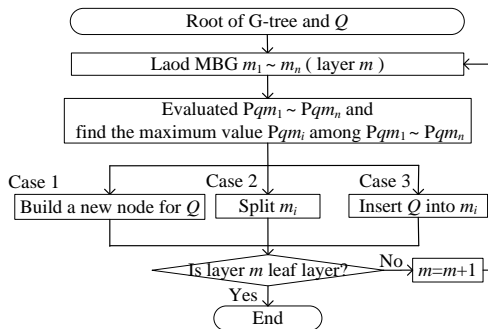 Root of G-tree and Q
Laod MBG m₁ ~ mₙ ( layer m )
Evaluated Pqm₁ ~ Pqmₙ and
find the maximum value Pqmᵢ among Pqm₁ ~ Pqmₙ
Case 1
Case 2
Case 3
Build a new node for Q
Split mᵢ
Insert Q into mᵢ
Is layer m leaf layer?
No
m=m+1
Yes
End